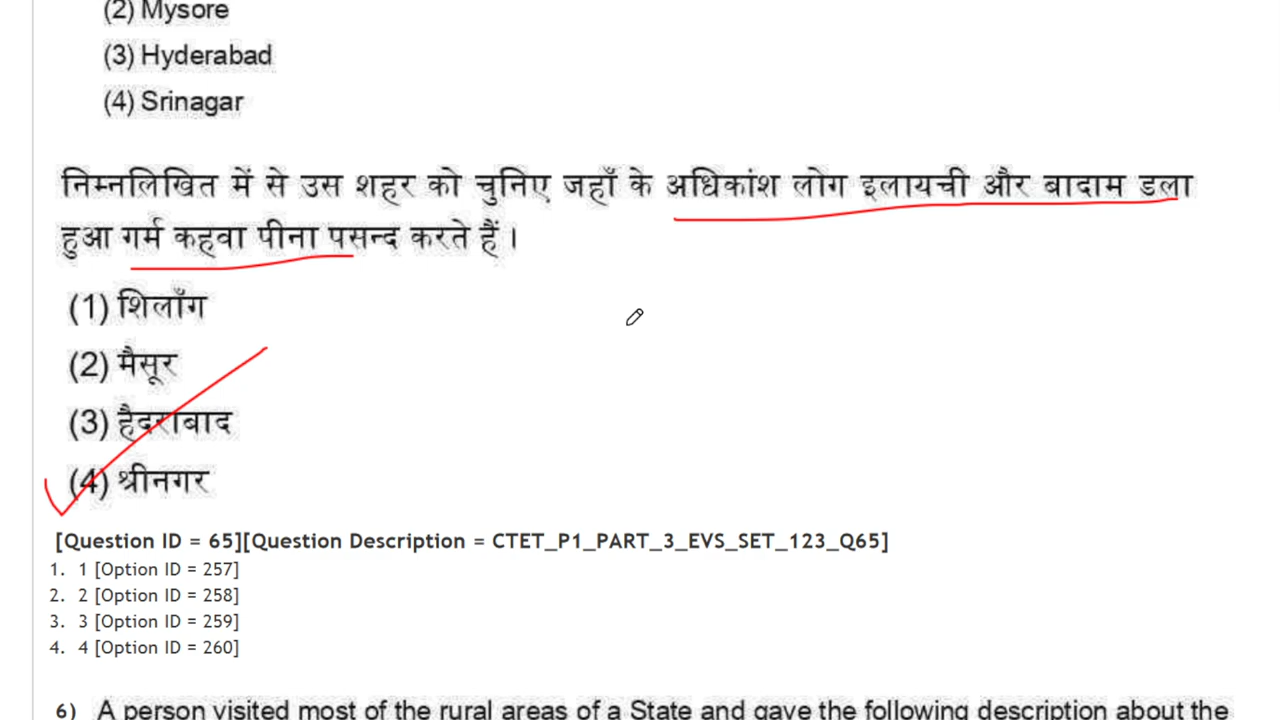 (2) Mysore
(3) Hyderabad
(4) Srinagar
निम्नलिखित में से उस शहर को चुनिए जहाँ के अधिकांश लोग इलायची और बादाम डला
हुआ गर्म कहवा पीना पसन्द करते हैं ।
(1) शिलाँग
(2) मैसूर
(3) हैदराबाद
(4) श्रीनगर
[Question ID = 65][Question Description = CTET_P1_PART_3_EVS_SET_123_Q65]
1. 1 [Option ID = 257]
2. 2 [Option ID = 258]
3. 3 [Option ID = 259]
4. 4 [Option ID = 260]
6) A person visited most of the rural areas of a State and gave the following description about the